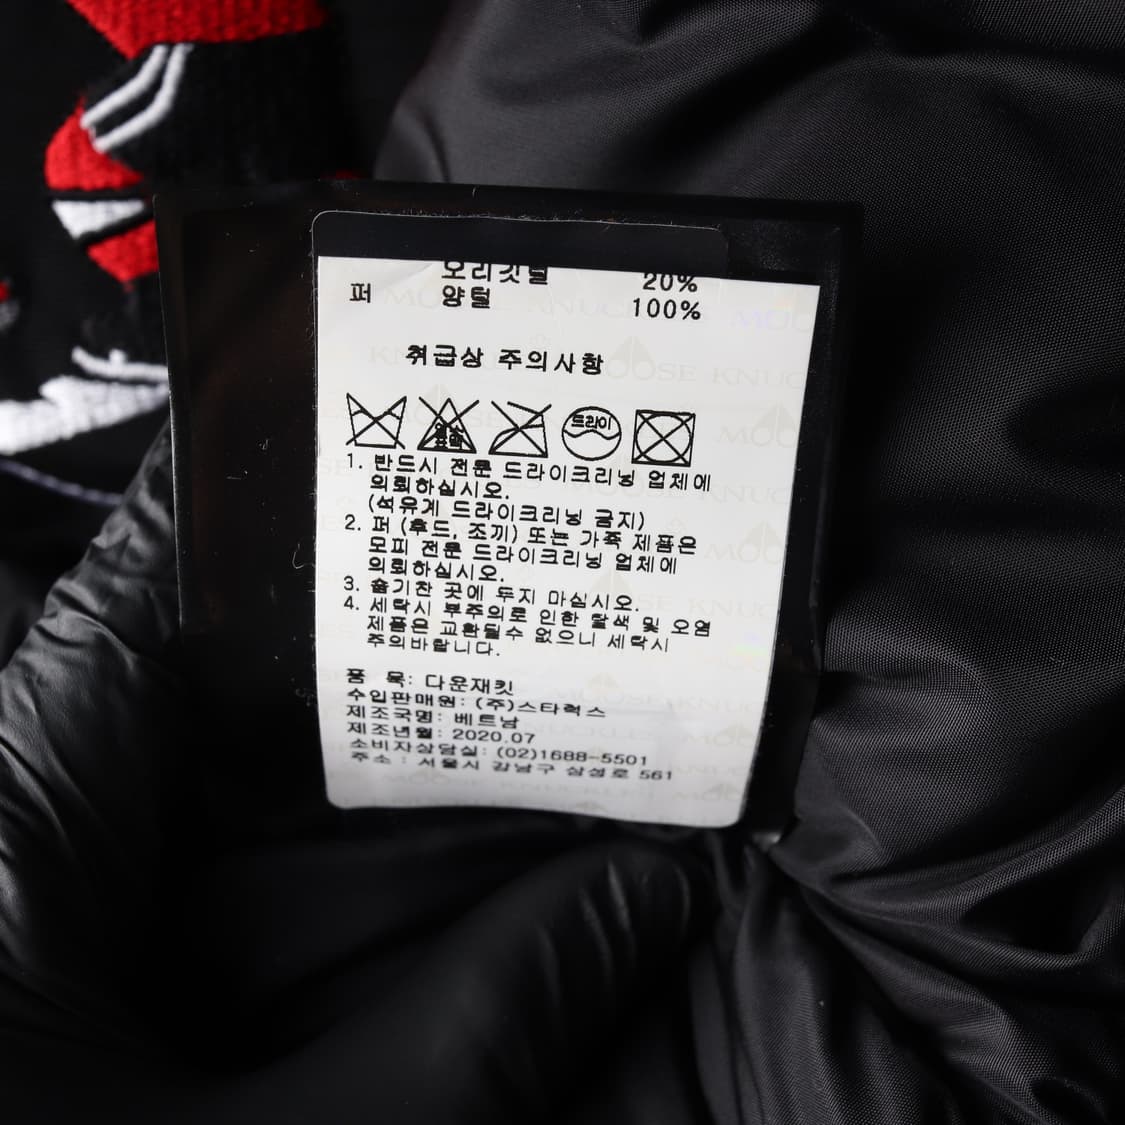 오리깃털 20%
퍼 양털 100%
취급상 주의사항
드라이
1. 반드시 전문 드라이크리닝 업체에
의뢰하십시오.
(석유계 드라이크리닝 금지)
2. 퍼 (후드, 조끼) 또는 가죽 제품은
모피 전문 드라이크리닝 업체에
의뢰하십시오.
3. 습기찬 곳에 두지 마십시오.
4. 세탁시 부주의로 인한 탈색 및 오염
제품은 교환될수 없으니 세탁시
주의바랍니다.
품 목: 다운재킷
수입판매원: (주)스타럭스
제조국명: 베트남
제조년월: 2020.07
소비자상담실: (02)1688-5501
주소 : 서울시 강남구 삼성로 561